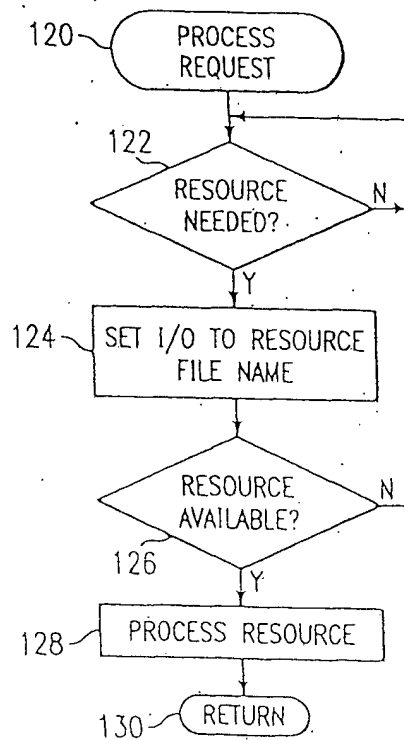 120
PROCESS
REQUEST
122
RESOURCE
NEEDED?
N
Y
124
SET I/O TO RESOURCE
FILE NAME
RESOURCE
AVAILABLE?
N
126
Y
128
PROCESS RESOURCE
130
RETURN